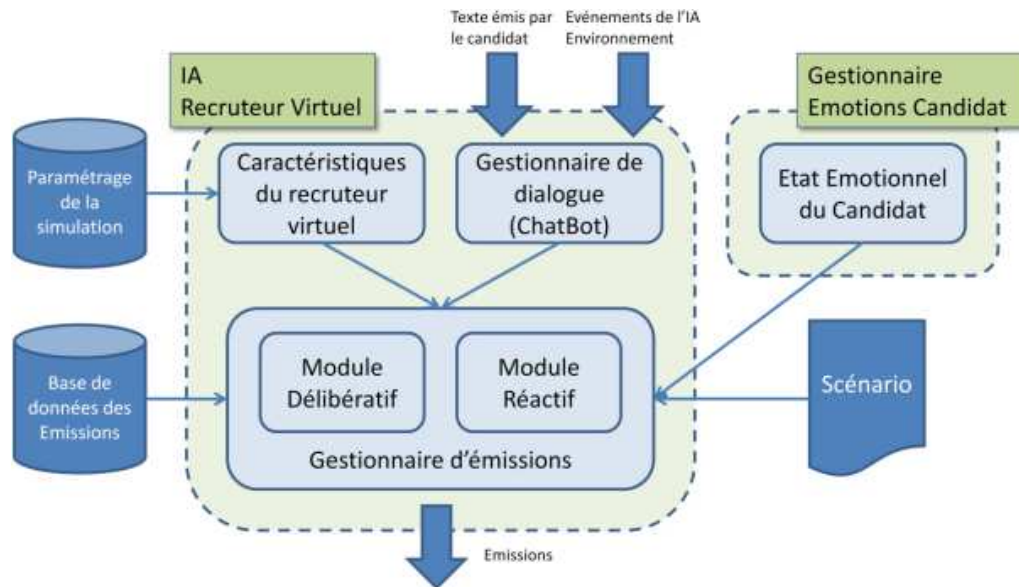 Texte émis par
le candidat
Evénements de l'IA
Environnement
IA
Recruteur Virtuel
Gestionnaire
Emotions Candidat
Paramétrage
de la
simulation
Caractéristiques
du recruteur
virtuel
Gestionnaire de
dialogue
(ChatBot)
Etat Emotionnel
du Candidat
Base de
données des
Emissions
Module
Délibératif
Module
Réactif
Scénario
Gestionnaire d'émissions
Emissions